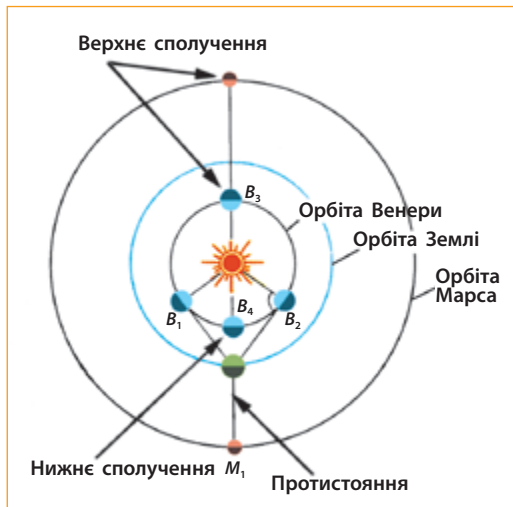 Верхнє сполучення
B3
Орбіта Венери
Орбіта Землі
Орбіта
Марса
B1
B4
B2
Нижнє сполучення M1
Протистояння